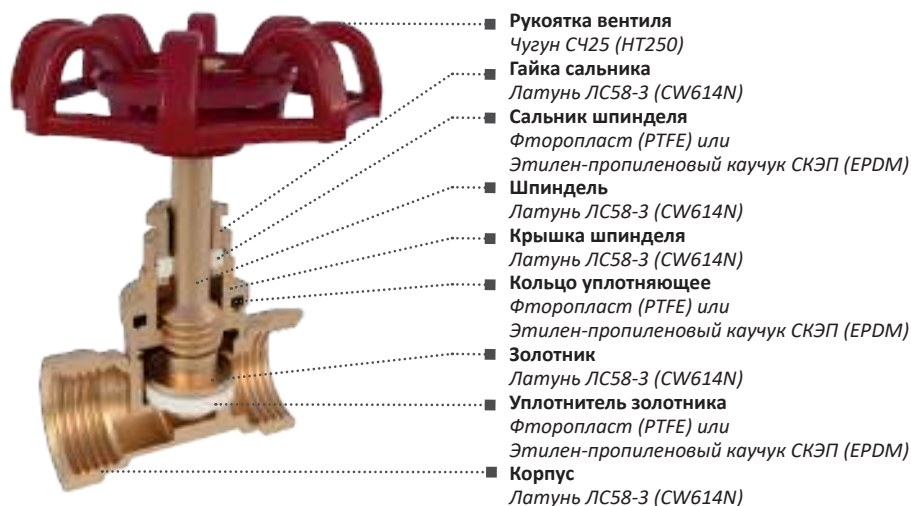 Рукоятка вентиля
Чугун СЧ25 (HT250)
Гайка сальника
Латунь ЛС58-3 (CW614N)
Сальник шпинделя
Фторопласт (PTFE) или
Этилен-пропиленовый каучук СКЭП (EPDM)
Шпиндель
Латунь ЛС58-3 (CW614N)
Крышка шпинделя
Латунь ЛС58-3 (CW614N)
Кольцо уплотняющее
Фторопласт (PTFE) или
Этилен-пропиленовый каучук СКЭП (EPDM)
Золотник
Латунь ЛС58-3 (CW614N)
Уплотнитель золотника
Фторопласт (PTFE) или
Этилен-пропиленовый каучук СКЭП (EPDM)
Корпус
Латунь ЛС58-3 (CW614N)